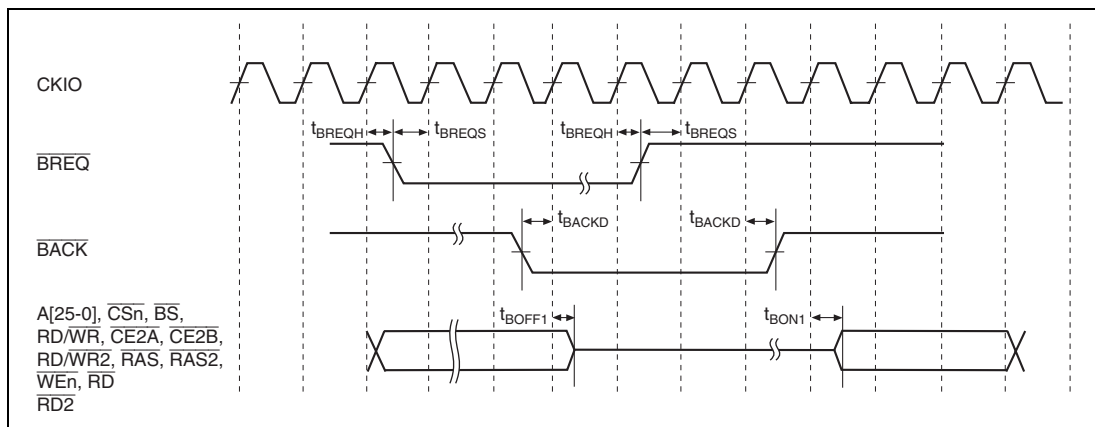 CKIO
tBREQH tBREQS tBREQH tBREQS
BREQ
tBACKD tBACKD
BACK
A[25-0], CSn, BS,
RD/WR, CE2A, CE2B,
RD/WR2, RAS, RAS2,
WEn, RD
RD2
tBOFF1 tBON1